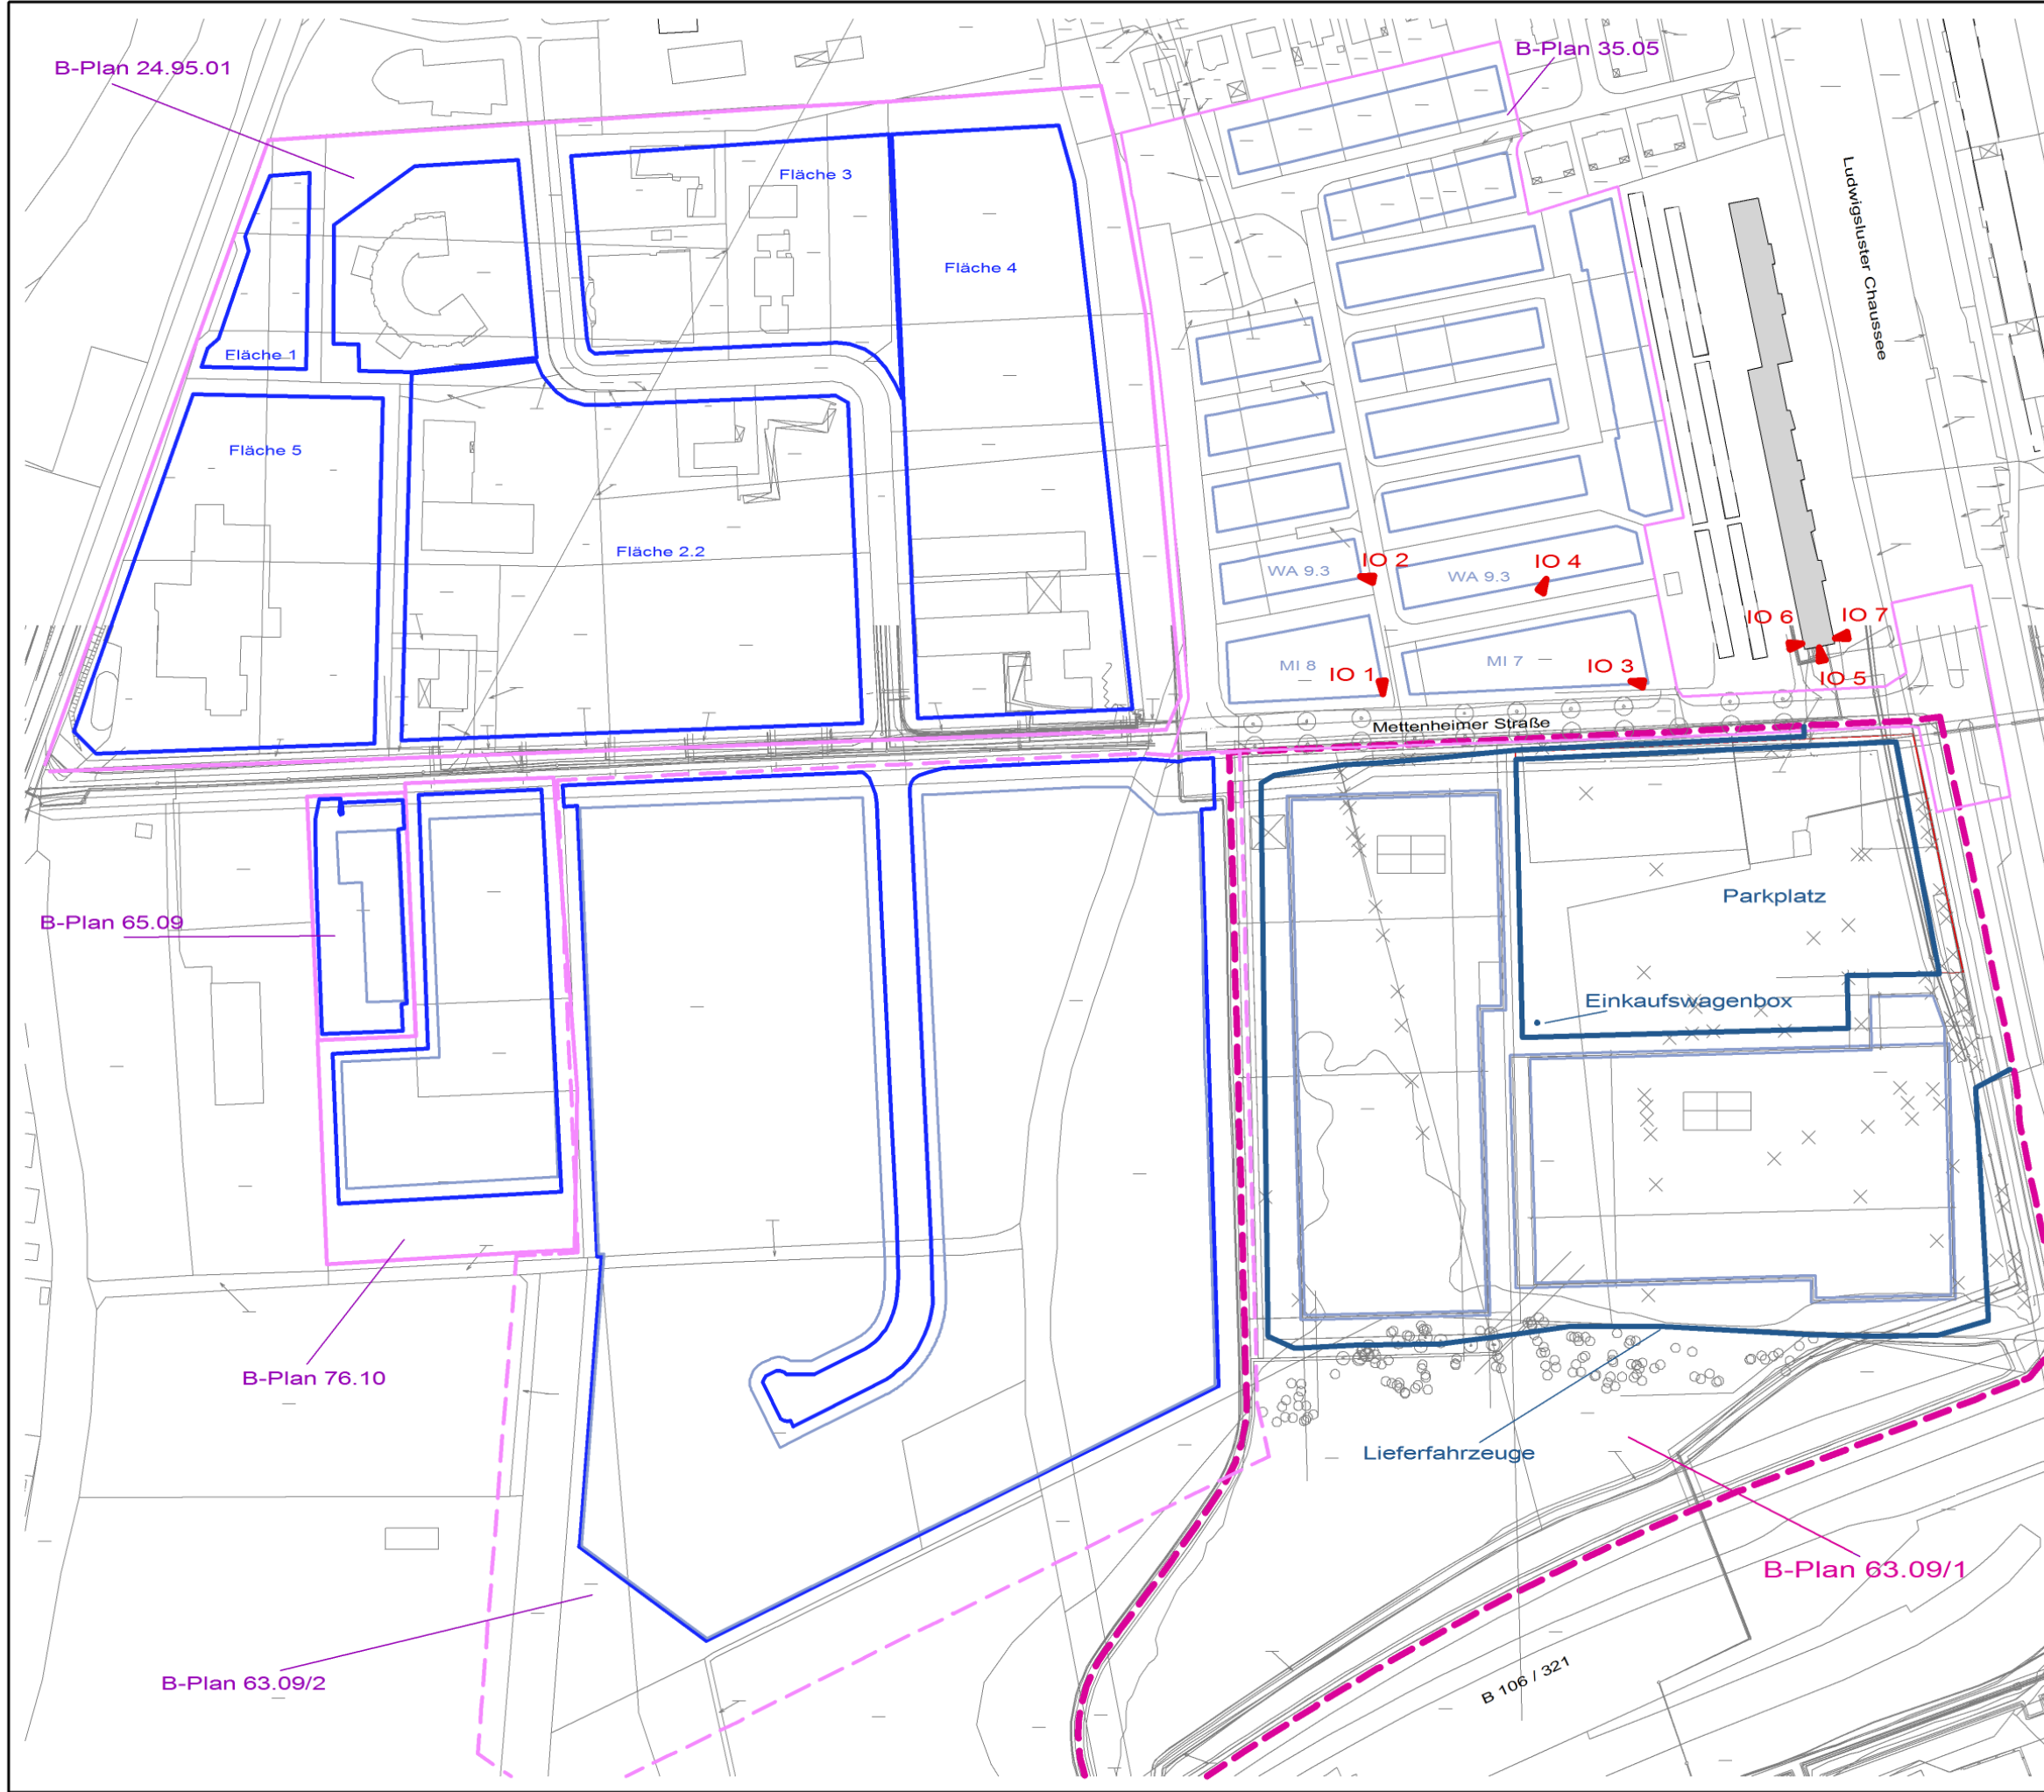 B-Plan 24.95.01
B-Plan 35.05
Fläche 3
Fläche 4
Ludwigsluster Chaussee
Fläche 1
Fläche 5
Fläche 2.2
WA 9.3
IO 2
WA 9.3
IO 4
IO 6
IO 7
MI 8
IO 1
MI 7
IO 3
IO 5
Mettenheimer Straße
B-Plan 65.09
Parkplatz
Einkaufswagenbox
B-Plan 76.10
Lieferfahrzeuge
B-Plan 63.09/1
B-Plan 63.09/2
B 106 / 321